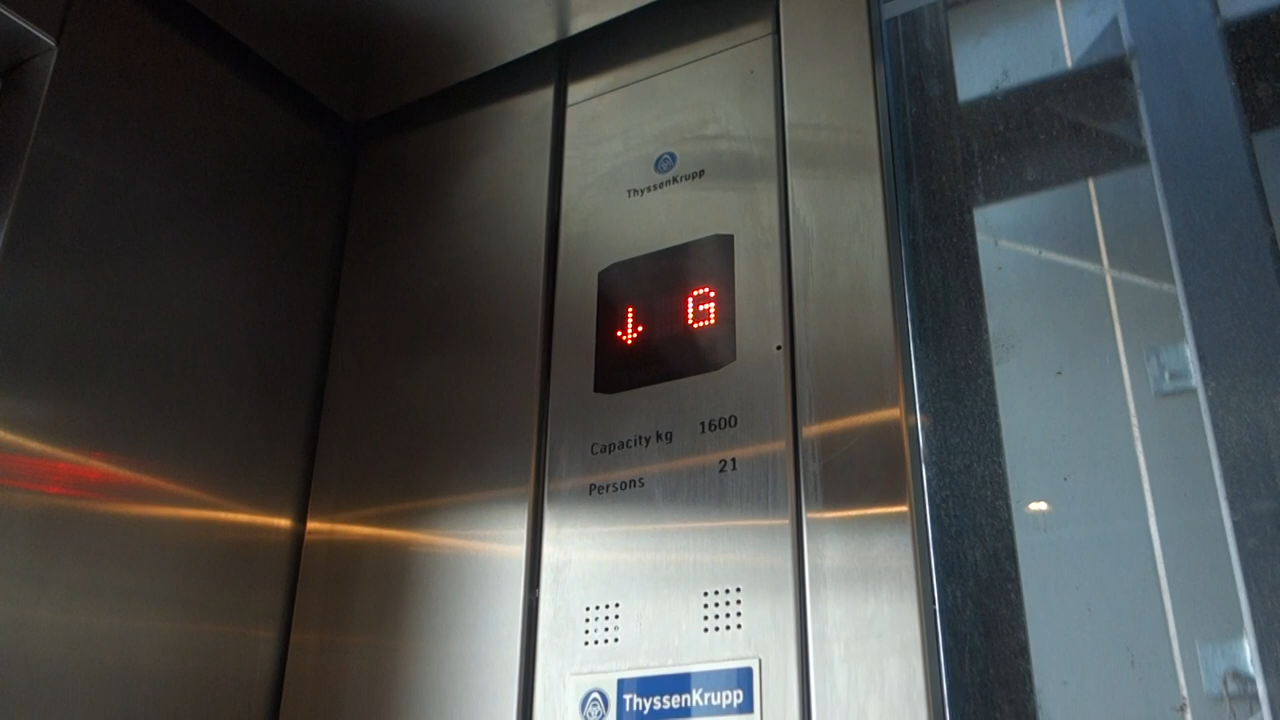 ThyssenKrupp
↓ G
Capacity kg 1600
Persons 21
ThyssenKrupp